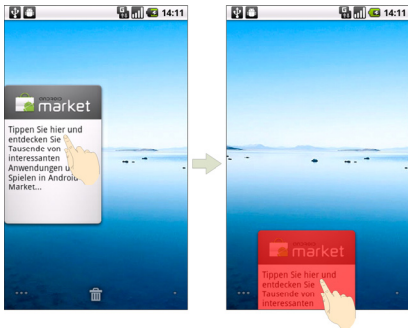 14:11
ANDROID
market
Tippen Sie hier und
entdecken Sie
Tausende von
interessanten
Anwendungen u
Spielen in Android
Market...
14:11
market
Tippen Sie hier und
entdecken Sie
Tausende von
interessanten